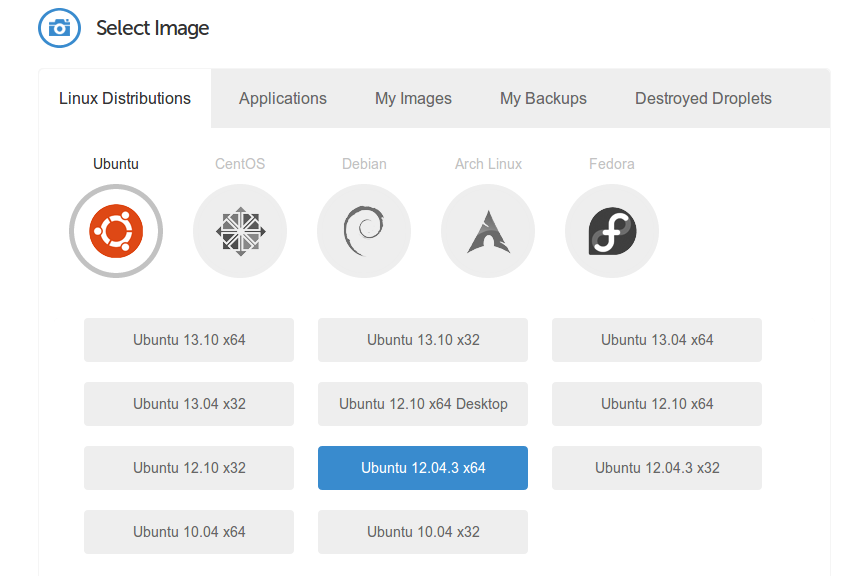 Select Image
Linux Distributions Applications My Images My Backups Destroyed Droplets
Ubuntu CentOS Debian Arch Linux Fedora
Ubuntu 13.10 x64 Ubuntu 13.10 x32 Ubuntu 13.04 x64
Ubuntu 13.04 x32 Ubuntu 12.10 x64 Desktop Ubuntu 12.10 x64
Ubuntu 12.10 x32 Ubuntu 12.04.3 x64 Ubuntu 12.04.3 x32
Ubuntu 10.04 x64 Ubuntu 10.04 x32